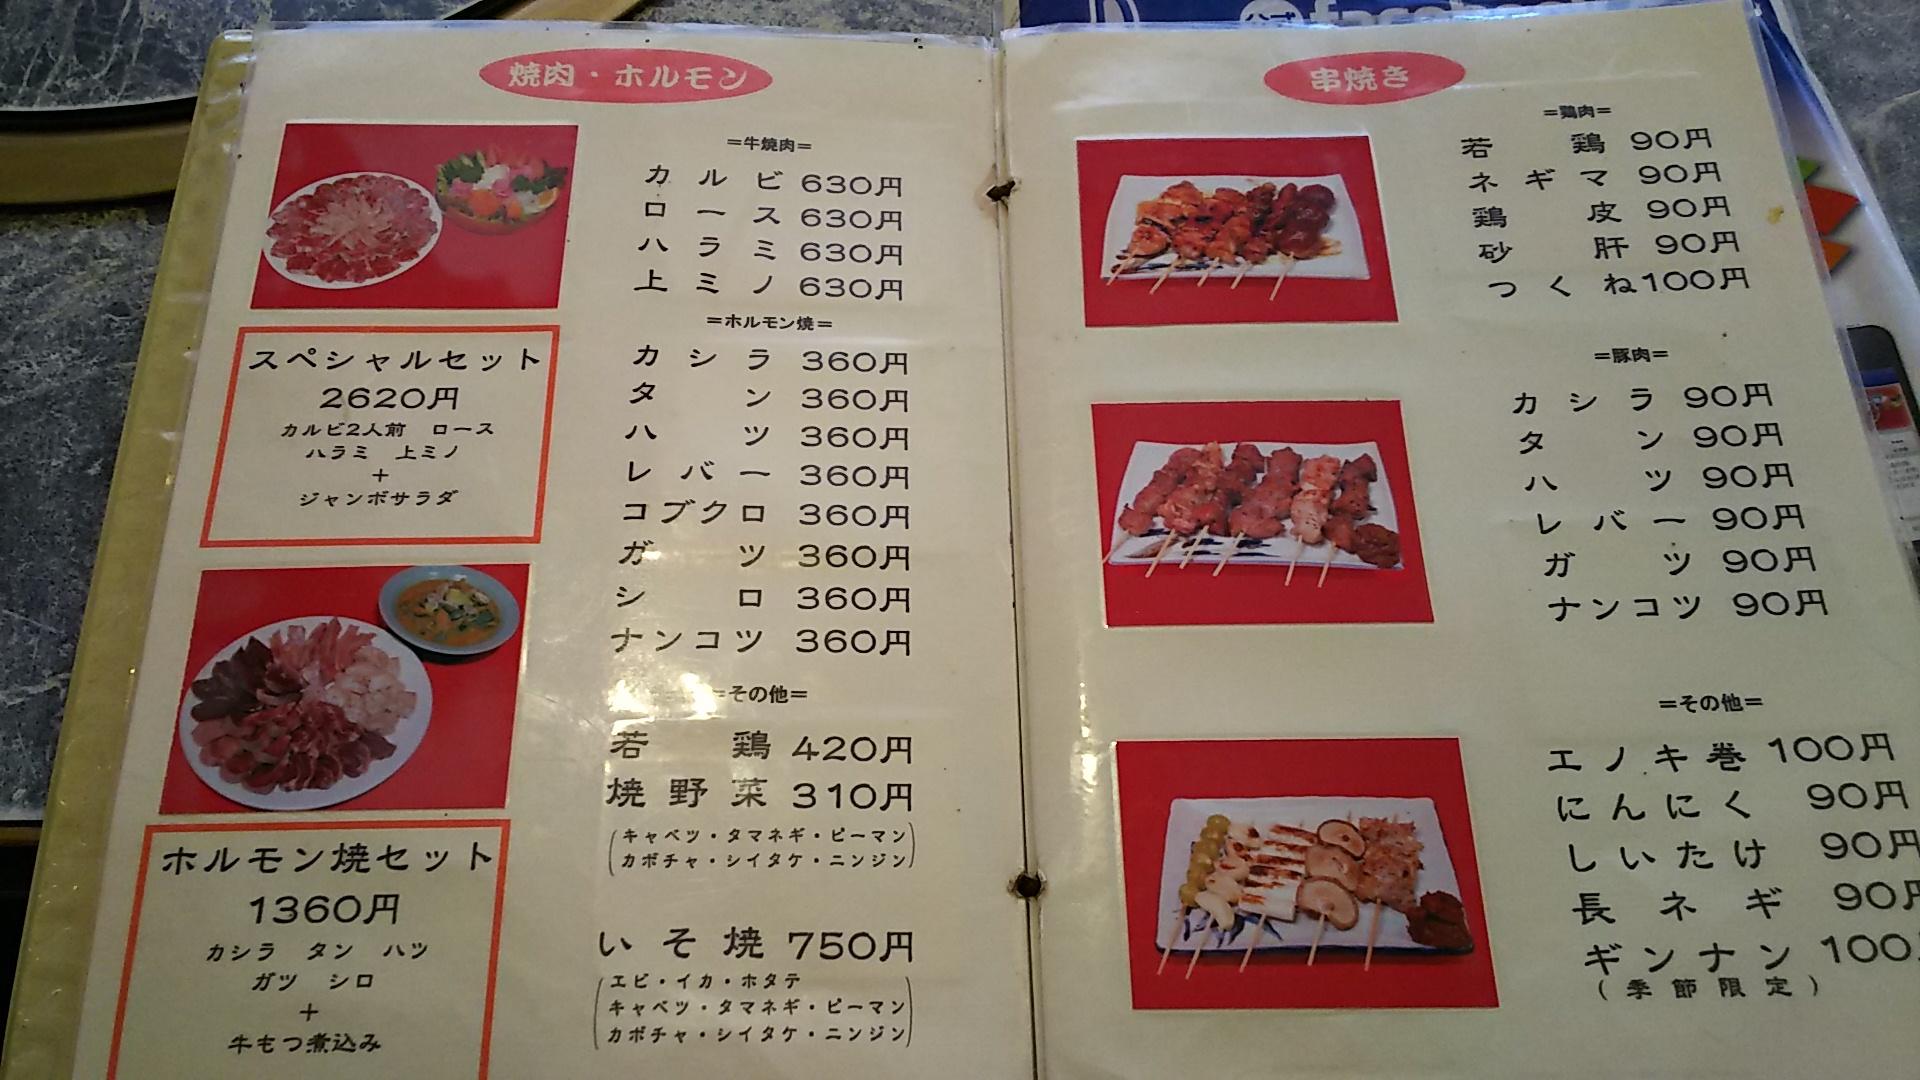 焼肉・ホルモン
=牛焼肉=
カルビ 630円
ロース 630円
ハラミ 630円
上ミノ 630円
スペシャルセット
2620円
カルビ2人前 ロース
ハラミ 上ミノ
+
ジャンボサラダ
=ホルモン焼=
カシラ 360円
タン 360円
ハツ 360円
レバー 360円
コブクロ 360円
ガツ 360円
シロ 360円
ナンコツ 360円
=その他=
若鶏 420円
焼野菜 310円
(キャベツ・タマネギ・ピーマン
カボチャ・シイタケ・ニンジン)
いそ焼 750円
(エビ・イカ・ホタテ
キャベツ・タマネギ・ピーマン
カボチャ・シイタケ・ニンジン)
ホルモン焼セット
1360円
カシラ タン ハツ
ガツ シロ
+
牛もつ煮込み
串焼き
=鶏肉=
若鶏 90円
ネギマ 90円
鶏皮 90円
砂肝 90円
つくね100円
=豚肉=
カシラ 90円
タン 90円
ハツ 90円
レバー 90円
ガツ 90円
ナンコツ 90円
=その他=
エノキ巻 100円
にんにく 90円
しいたけ 90円
長ネギ 90円
ギンナン 100
(季節限定)